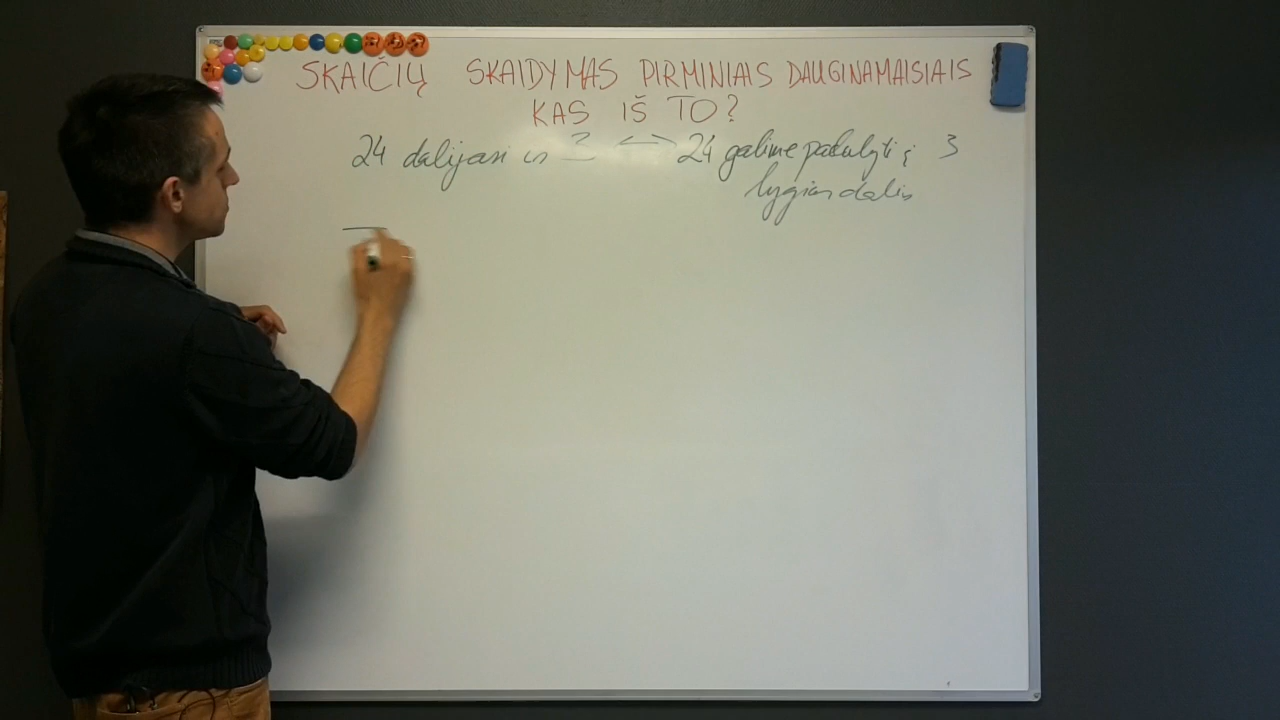 SKAIČIŲ SKAIDYMAS PIRMINIAIS DAUGINAMAISIAIS
KAS IŠ TO?
24 dalijasi iš 3 <-> 24 galime padalyti į 3
lygias dalis